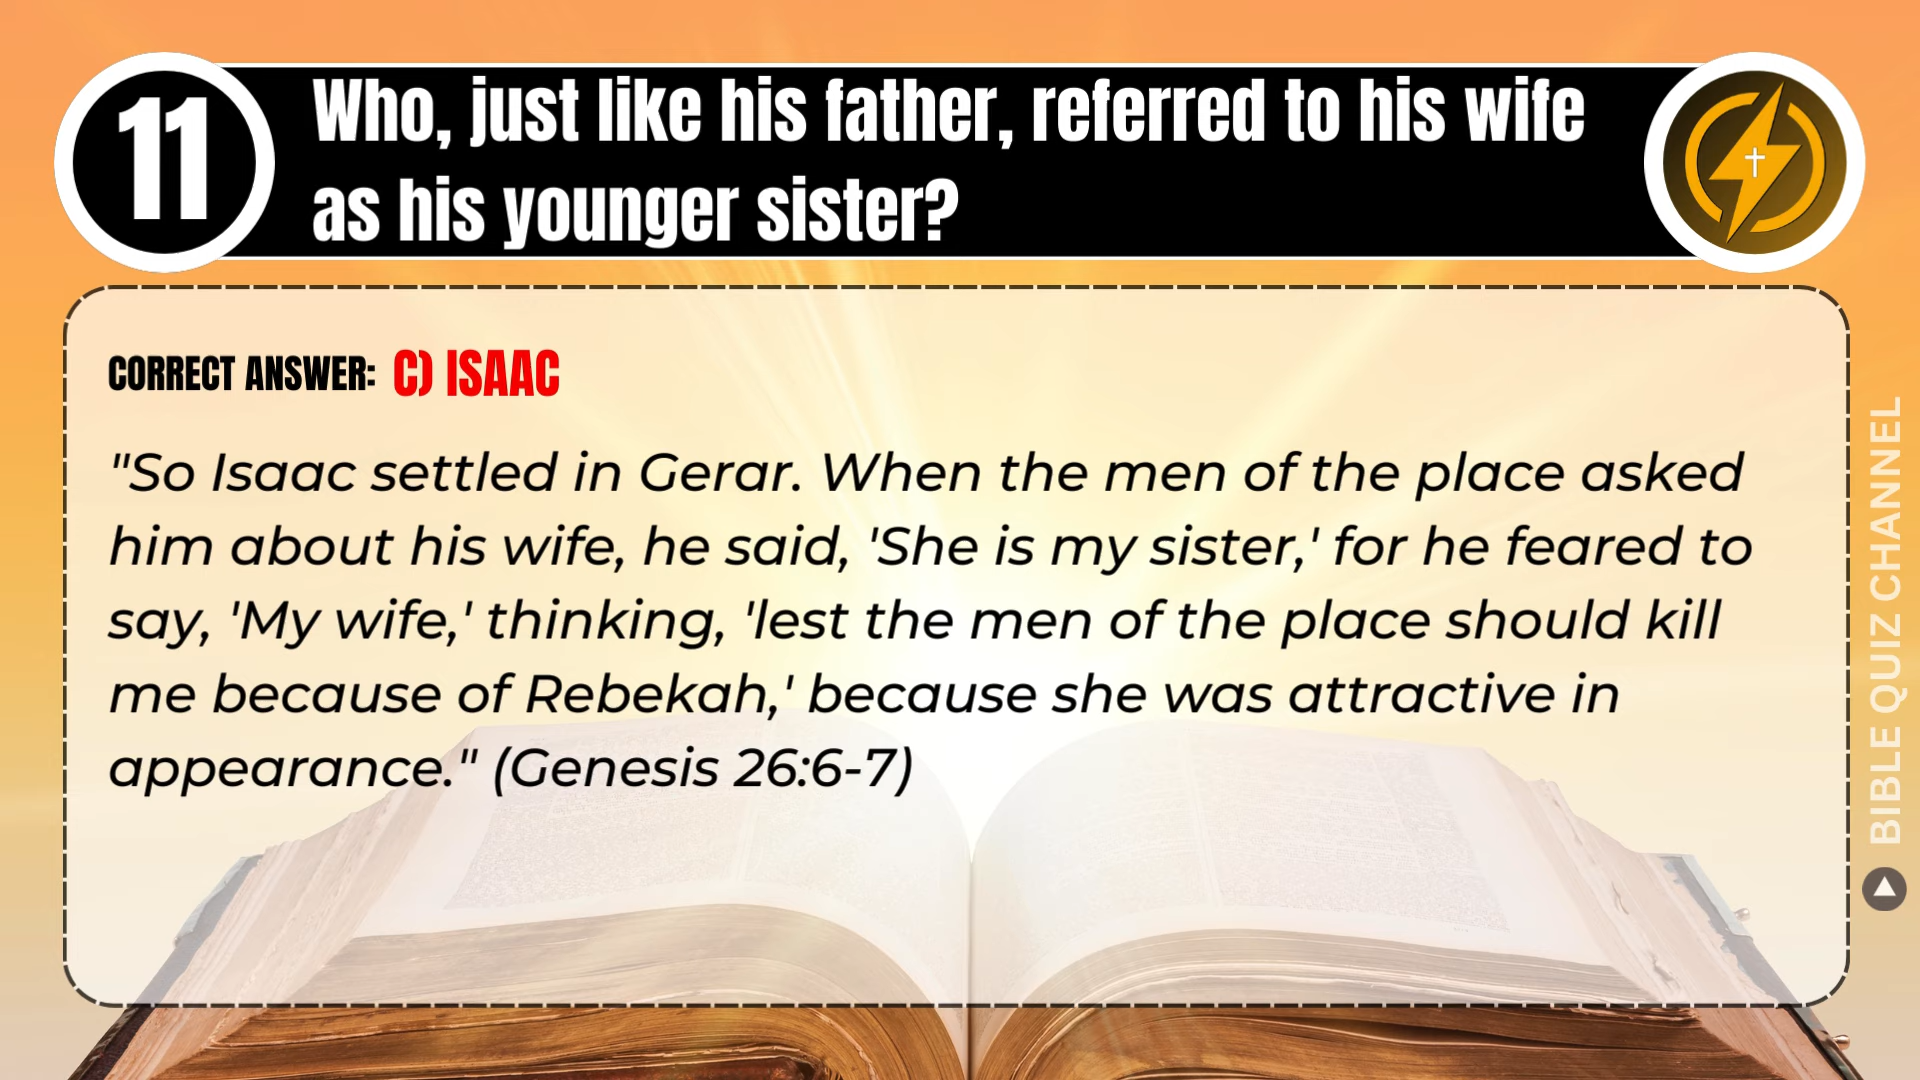 11
Who, just like his father, referred to his wife
as his younger sister?
CORRECT ANSWER: C) ISAAC
"So Isaac settled in Gerar. When the men of the place asked
him about his wife, he said, 'She is my sister,' for he feared to
say, 'My wife,' thinking, 'lest the men of the place should kill
me because of Rebekah,' because she was attractive in
appearance." (Genesis 26:6-7)
BIBLE QUIZ CHANNEL